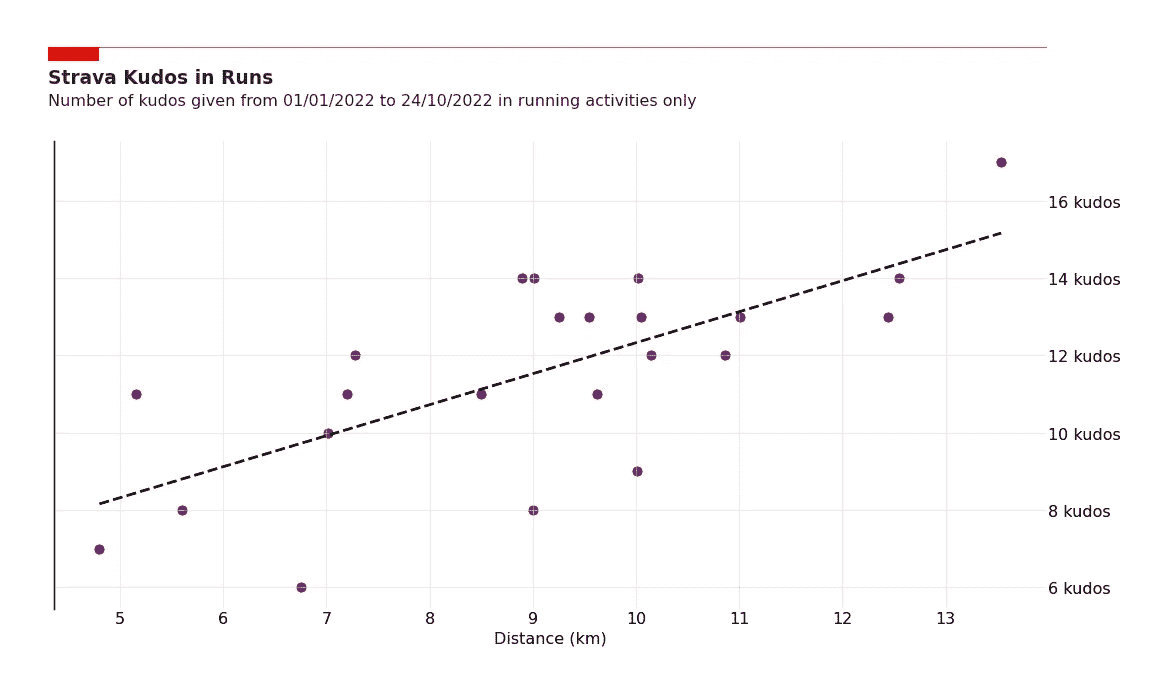 Strava Kudos in Runs
Number of kudos given from 01/01/2022 to 24/10/2022 in running activities only
16 kudos
14 kudos
12 kudos
10 kudos
8 kudos
6 kudos
5 6 7 8 9 10 11 12 13
Distance (km)